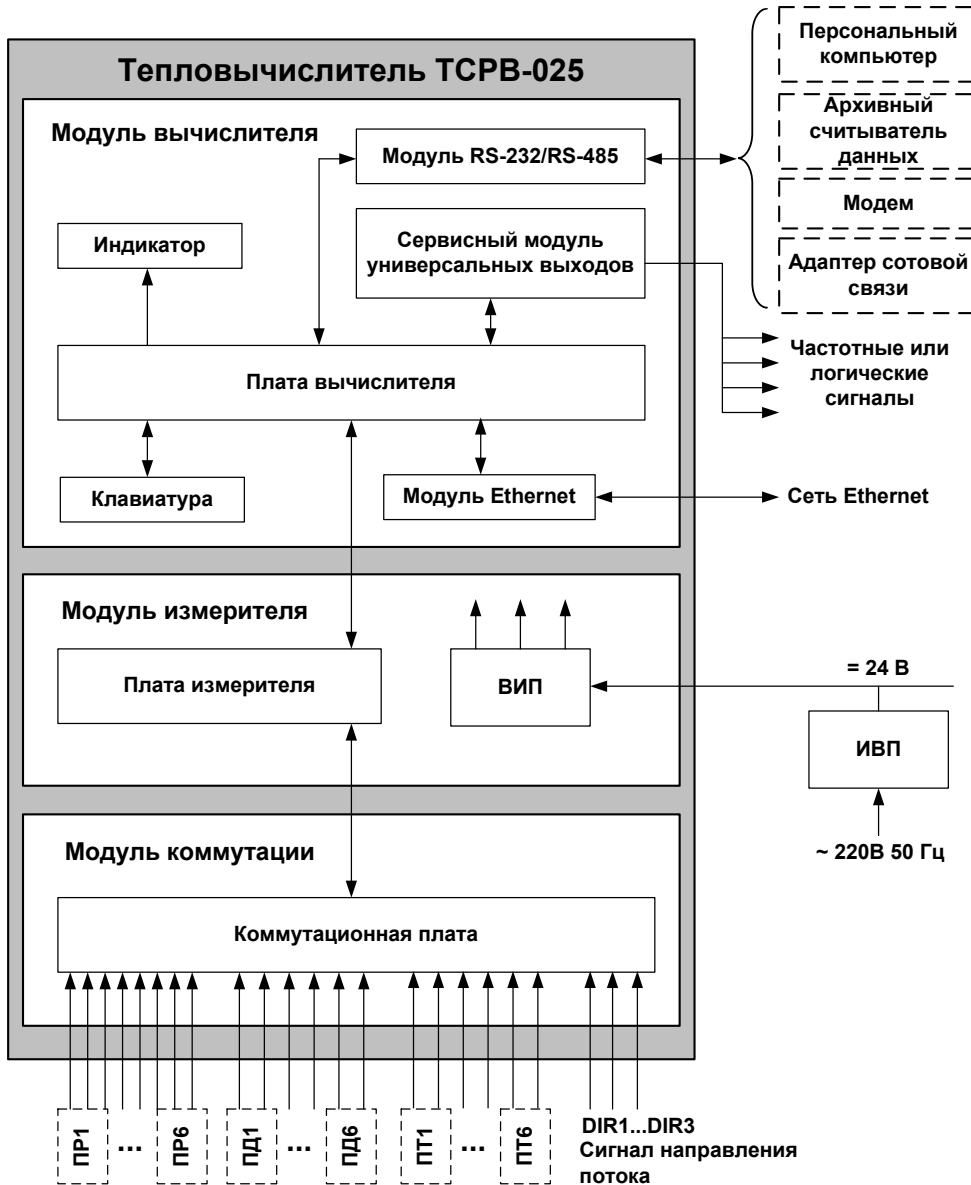 Персональный
компьютер
Тепловычислитель ТСРВ-025
Архивный
считыватель
данных
Модуль вычислителя
Модуль RS-232/RS-485
Модем
Индикатор
Сервисный модуль
универсальных выходов
Адаптер сотовой
связи
Частотные или
логические
сигналы
Плата вычислителя
Клавиатура
Модуль Ethernet
Сеть Ethernet
Модуль измерителя
Плата измерителя
ВИП
= 24 В
ИВП
~ 220В 50 Гц
Модуль коммутации
Коммутационная плата
ПР1 ... ПР6 ПД1 ... ПД6 ПТ1 ... ПТ6
DIR1...DIR3
Сигнал направления
потока